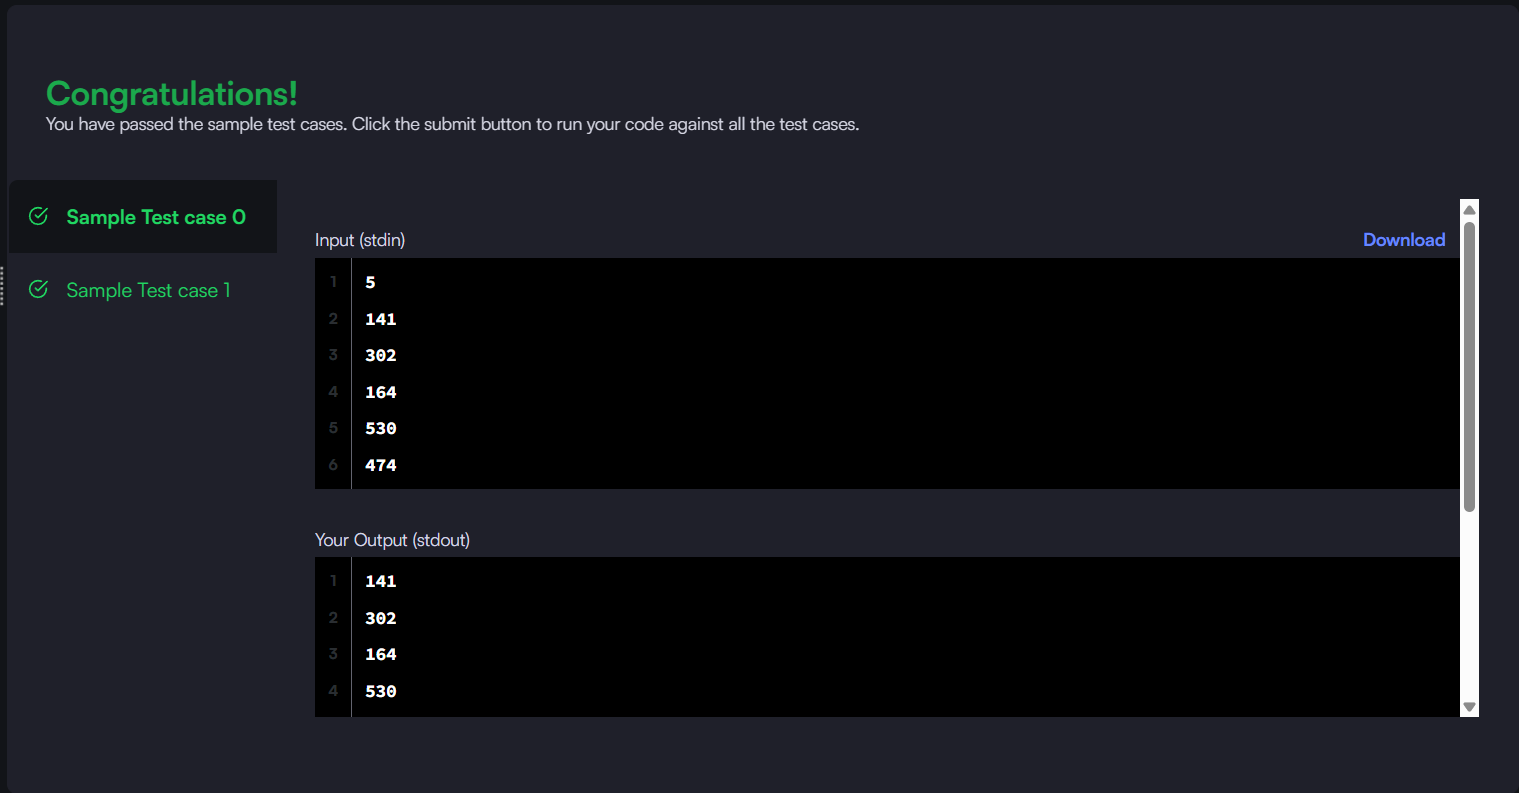 Congratulations!
You have passed the sample test cases. Click the submit button to run your code against all the test cases.
Sample Test case 0
Sample Test case 1
Input (stdin)
Download
1 5
2 141
3 302
4 164
5 530
6 474
Your Output (stdout)
1 141
2 302
3 164
4 530